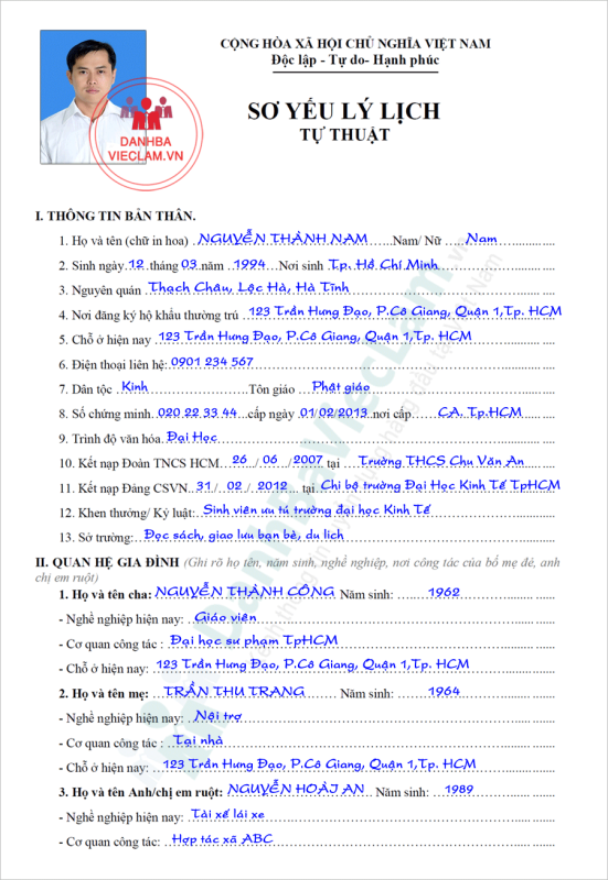 CỘNG HÒA XÃ HỘI CHỦ NGHĨA VIỆT NAM
Độc lập - Tự do- Hạnh phúc
DANHBA
VIECLAM.VN
SƠ YẾU LÝ LỊCH
TỰ THUẬT
I. THÔNG TIN BẢN THÂN.
1. Họ và tên (chữ in hoa) NGUYỄN THÀNH NAM Nam/ Nữ Nam
2. Sinh ngày 12 tháng 03 năm 1994 Nơi sinh Tp. Hồ Chí Minh
3. Nguyên quán Thạch Châu, Lộc Hà, Hà Tĩnh
4. Nơi đăng ký hộ khẩu thường trú 123 Trần Hưng Đạo, P.Cô Giang, Quận 1,Tp. HCM
5. Chỗ ở hiện nay 123 Trần Hưng Đạo, P.Cô Giang, Quận 1,Tp. HCM
6. Điện thoại liên hệ: 0901 234 567
7. Dân tộc Kinh Tôn giáo Phật giáo
8. Số chứng minh 020 22 33 44 cấp ngày 01/02/2013 nơi cấp CA. Tp.HCM
9. Trình độ văn hóa Đại Học
10. Kết nạp Đoàn TNCS HCM 26 / 06 / 2007 tại Trường THCS Chu Văn An
11. Kết nạp Đảng CSVN 31 / 02 / 2012 tại Chi bộ trường Đại Học Kinh Tế TpHCM
12. Khen thưởng/ Kỷ luật: Sinh viên ưu tú trường đại học Kinh Tế
13. Sở trường: Đọc sách, giao lưu bạn bè, du lịch
II. QUAN HỆ GIA ĐÌNH (Ghi rõ họ tên, năm sinh, nghề nghiệp, nơi công tác của bố mẹ đẻ, anh
chị em ruột)
1. Họ và tên cha: NGUYỄN THÀNH CÔNG Năm sinh: 1962
- Nghề nghiệp hiện nay: Giáo viên
- Cơ quan công tác : Đại học sư phạm TpHCM
- Chỗ ở hiện nay: 123 Trần Hưng Đạo, P.Cô Giang, Quận 1,Tp. HCM
2. Họ và tên mẹ: TRẦN THU TRANG Năm sinh: 1964
- Nghề nghiệp hiện nay: Nội trợ
- Cơ quan công tác : Tại nhà
- Chỗ ở hiện nay: 123 Trần Hưng Đạo, P.Cô Giang, Quận 1,Tp. HCM
3. Họ và tên Anh/chị em ruột: NGUYỄN HOÀI AN Năm sinh: 1989
- Nghề nghiệp hiện nay: Tài xế lái xe
- Cơ quan công tác: Hợp tác xã ABC
DanhBaViecLam.vn